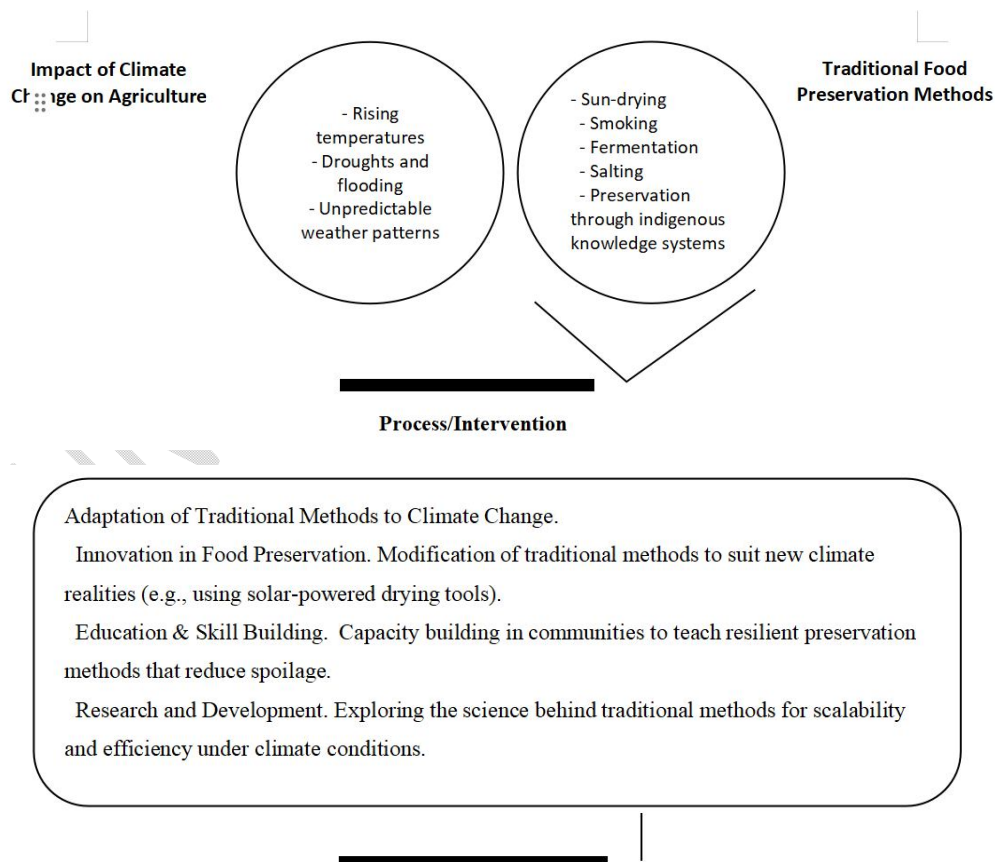 Impact of Climate
Change on Agriculture
- Rising
temperatures
- Droughts and
flooding
- Unpredictable
weather patterns
Traditional Food
Preservation Methods
- Sun-drying
- Smoking
- Fermentation
- Salting
- Preservation
through indigenous
knowledge systems
Process/Intervention
Adaptation of Traditional Methods to Climate Change.
Innovation in Food Preservation. Modification of traditional methods to suit new climate
realities (e.g., using solar-powered drying tools).
Education & Skill Building.  Capacity building in communities to teach resilient preservation
methods that reduce spoilage.
Research and Development. Exploring the science behind traditional methods for scalability
and efficiency under climate conditions.